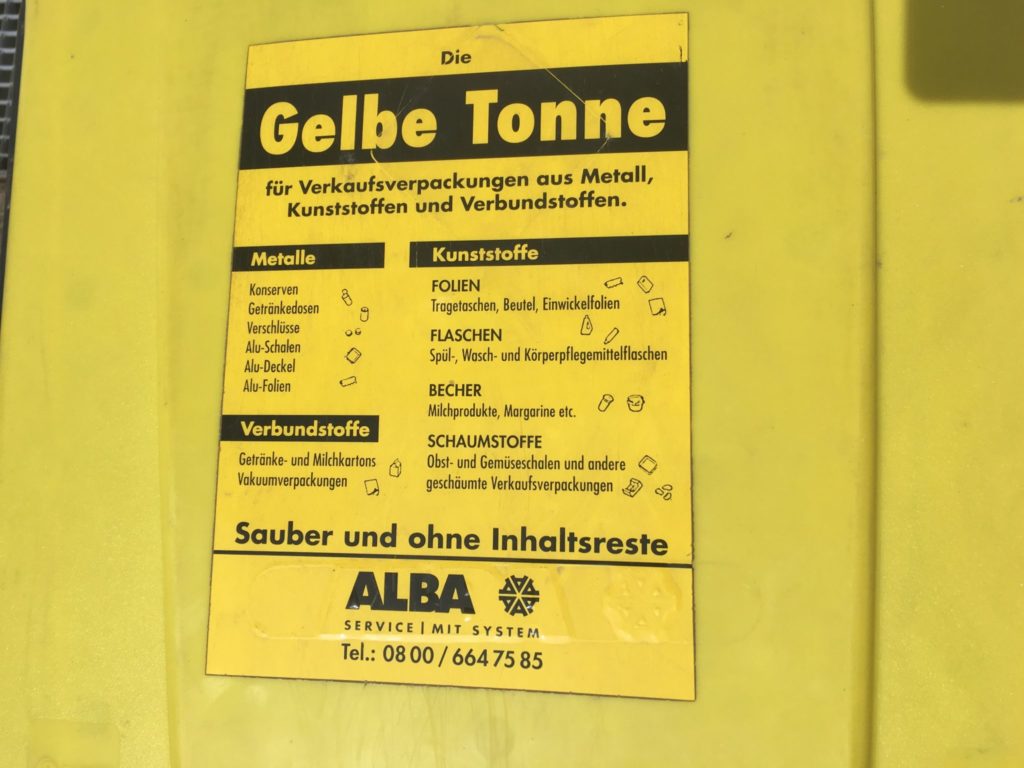 Die
Gelbe Tonne
für Verkaufsverpackungen aus Metall,
Kunststoffen und Verbundstoffen.
Metalle
Konserven
Getränkedosen
Verschlüsse
Alu-Schalen
Alu-Deckel
Alu-Folien
Verbundstoffe
Getränke- und Milchkartons
Vakuumverpackungen
Kunststoffe
FOLIEN
Tragetaschen, Beutel, Einwickelfolien
FLASCHEN
Spül-, Wasch- und Körperpflegemittelflaschen
BECHER
Milchprodukte, Margarine etc.
SCHAUMSTOFFE
Obst- und Gemüseschalen und andere
geschäumte Verkaufsverpackungen
Sauber und ohne Inhaltsreste
ALBA
SERVICE | MIT SYSTEM
Tel.: 08 00 / 664 75 85